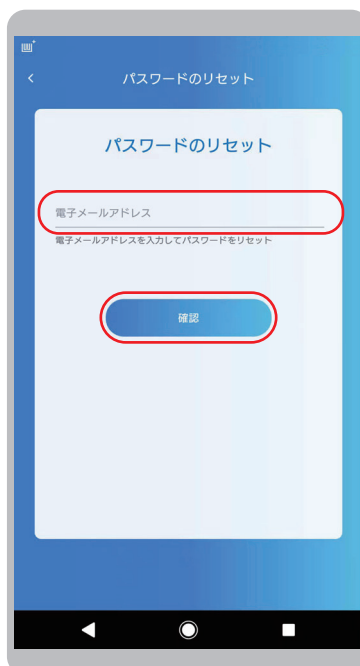 パスワードのリセット
パスワードのリセット
電子メールアドレス
電子メールアドレスを入力してパスワードをリセット
確認